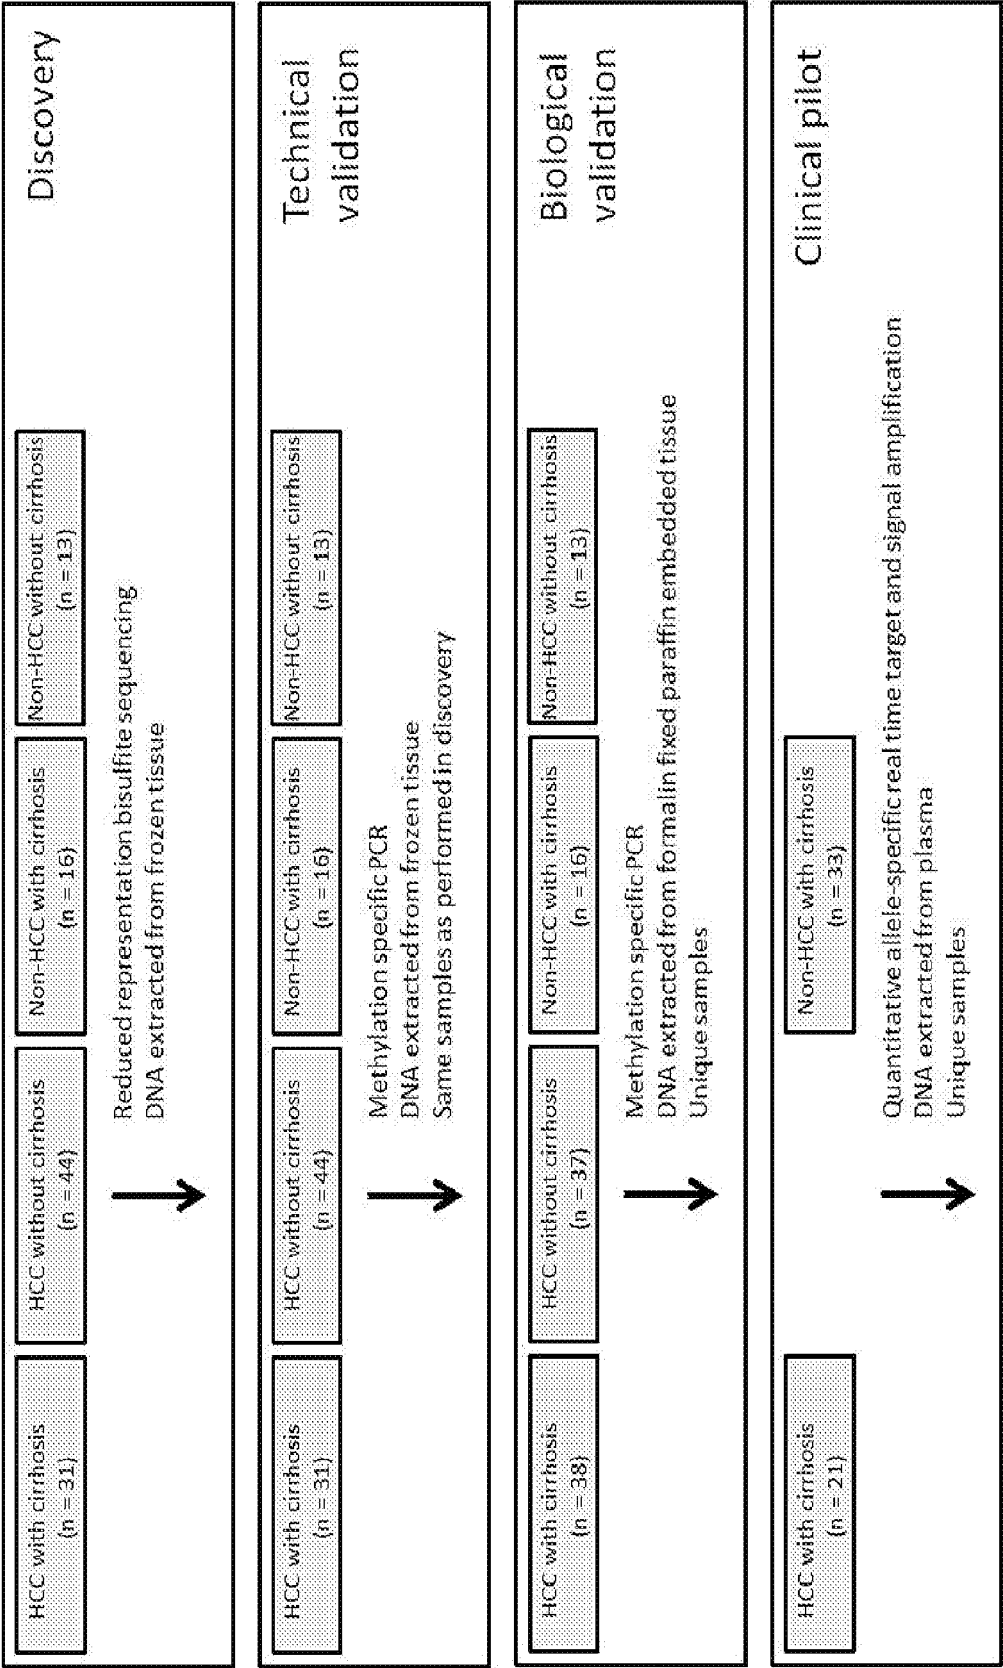 HCC with cirrhosis
(n = 31)
HCC without cirrhosis
(n = 44)
Non-HCC with cirrhosis
(n = 16)
Non-HCC without cirrhosis
(n = 13)
Discovery
Reduced representation bisulfite sequencing
DNA extracted from frozen tissue
HCC with cirrhosis
(n = 31)
HCC without cirrhosis
(n = 44)
Non-HCC with cirrhosis
(n = 16)
Non-HCC without cirrhosis
(n = 13)
Technical
validation
Methylation specific PCR
DNA extracted from frozen tissue
Same samples as performed in discovery
HCC with cirrhosis
(n = 38)
HCC without cirrhosis
(n = 37)
Non-HCC with cirrhosis
(n = 16)
Non-HCC without cirrhosis
(n = 13)
Biological
validation
Methylation specific PCR
DNA extracted from formalin fixed paraffin embedded tissue
Unique samples
HCC with cirrhosis
(n = 21)
Non-HCC with cirrhosis
(n = 33)
Clinical pilot
Quantitative allele-specific real time target and signal amplification
DNA extracted from plasma
Unique samples